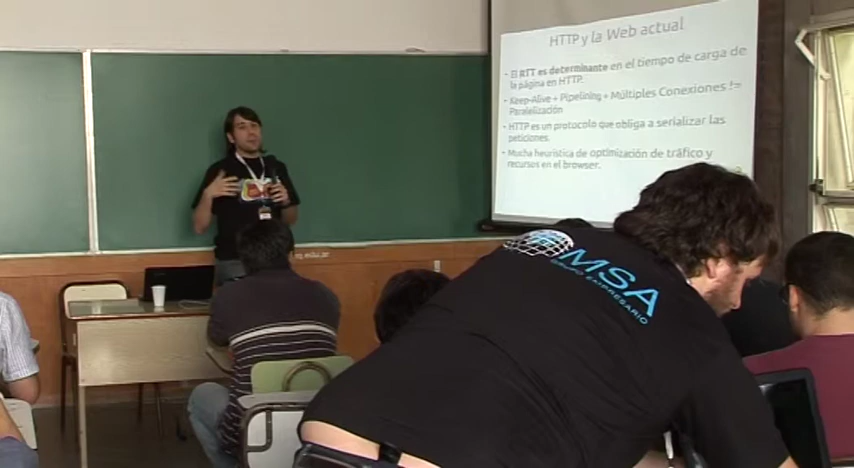 HTTP y la Web actual
• El RTT es determinante en el tiempo de carga de
la página en HTTP.
• Keep-Alive + Pipelining + Múltiples Conexiones !=
Paralelización
• HTTP es un protocolo que obliga a serializar las
peticiones.
• Mucha heurística de optimización de tráfico y
recursos en el browser.
MSA
GRUPO EMPRESARIO